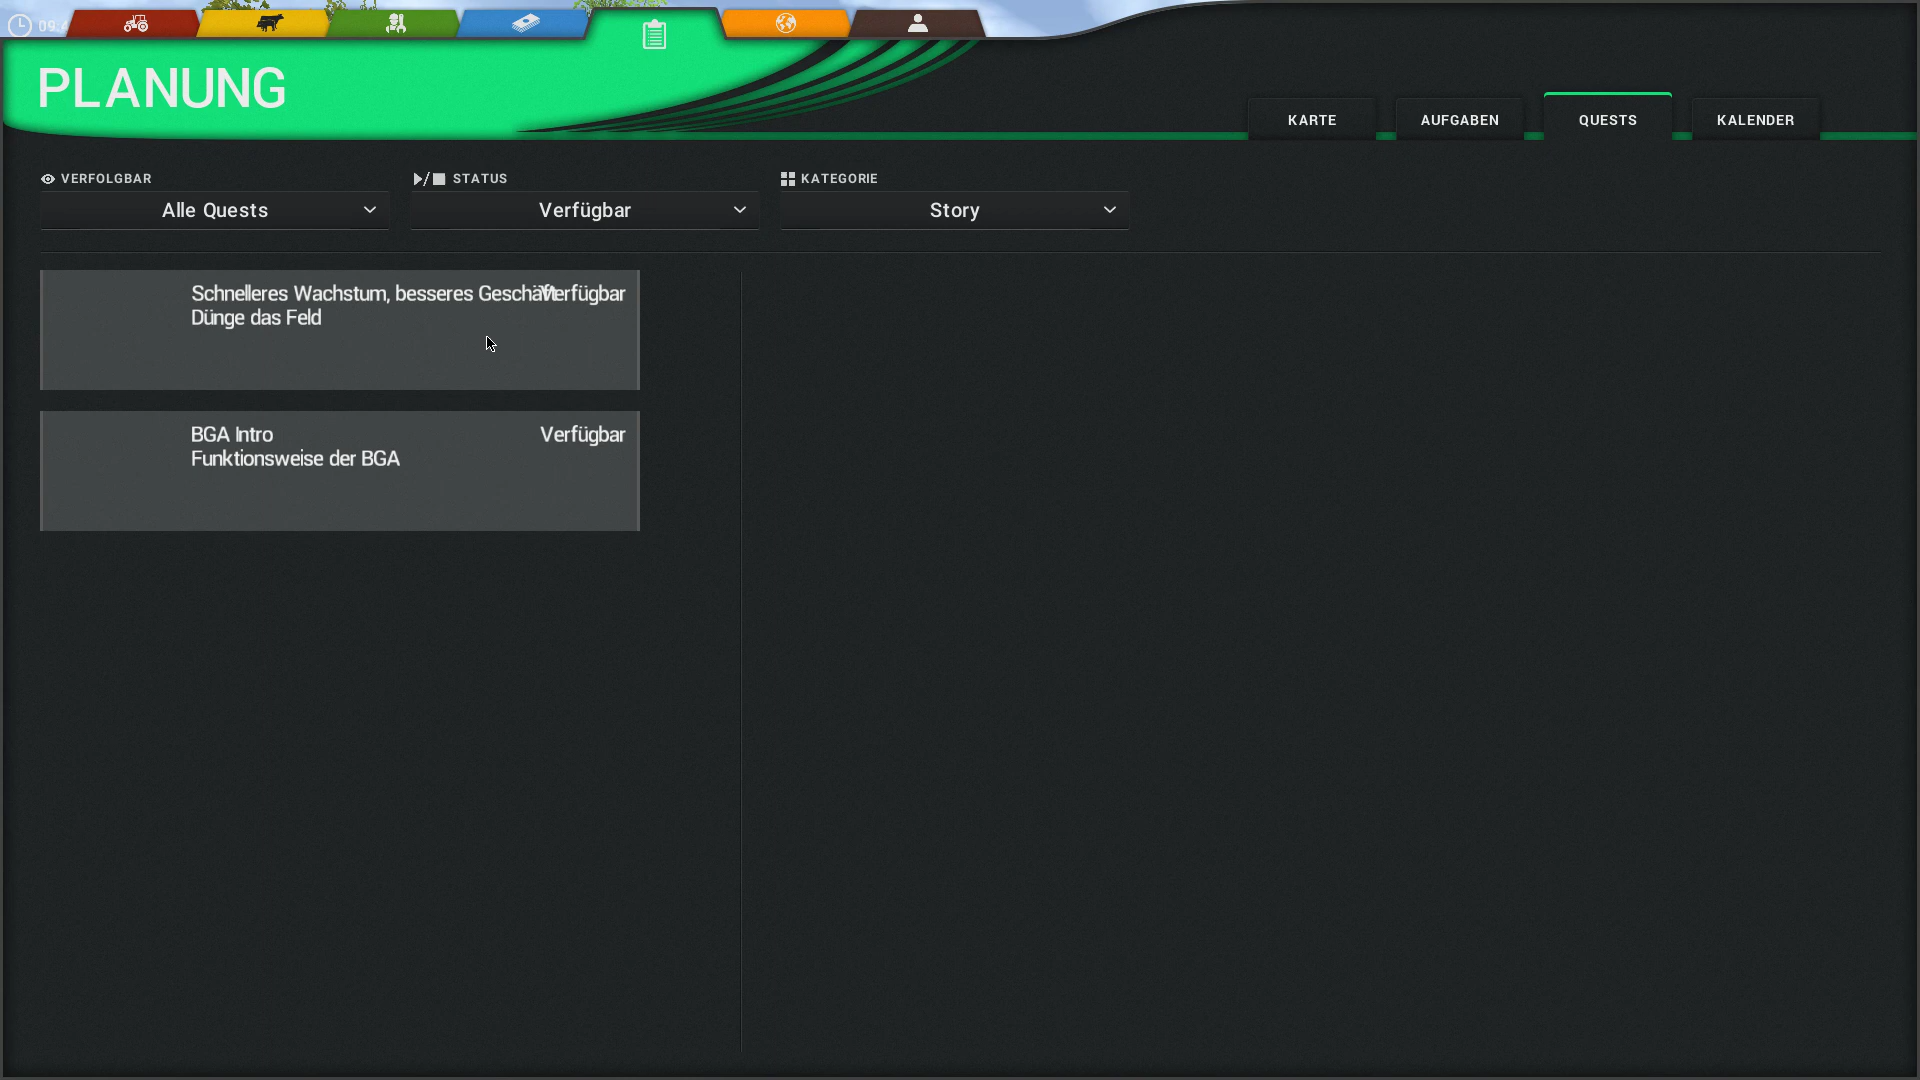 PLANUNG
KARTE
AUFGABEN
QUESTS
KALENDER
VERFOLGBAR
STATUS
KATEGORIE
Alle Quests
Verfügbar
Story
Schnelleres Wachstum, besseres Geschäft
Verfügbar
Dünge das Feld
BGA Intro
Verfügbar
Funktionsweise der BGA